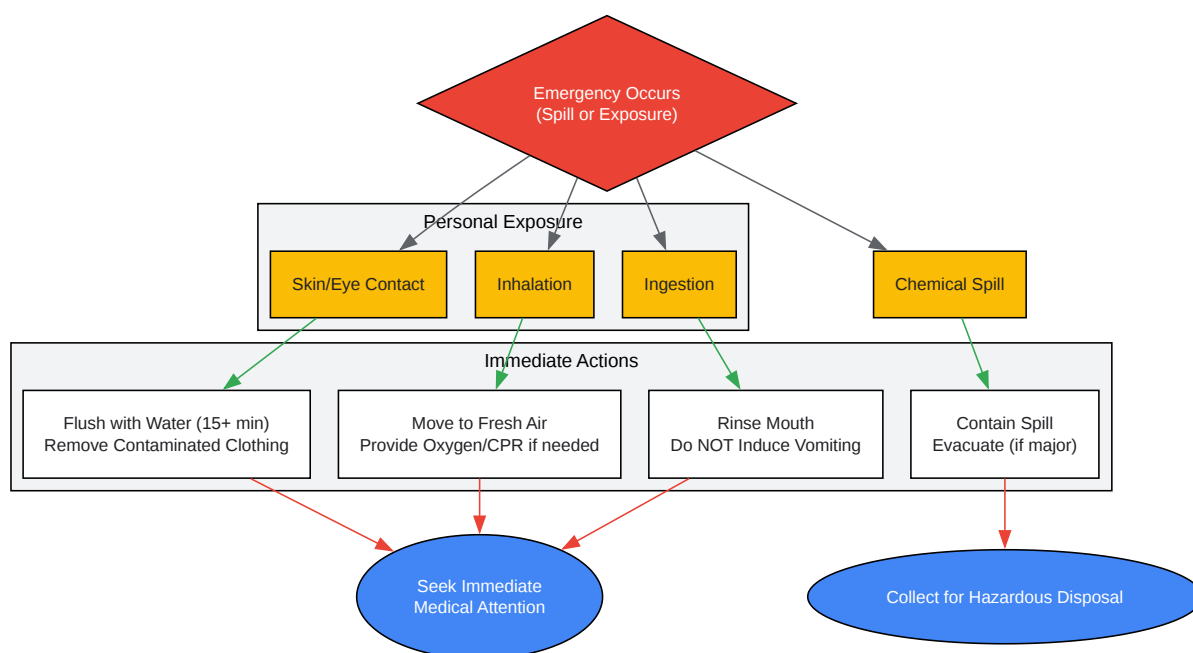 Emergency Occurs
(Spill or Exposure)
Personal Exposure
Skin/Eye Contact
Inhalation
Ingestion
Chemical Spill
Immediate Actions
Flush with Water (15+ min)
Remove Contaminated Clothing
Move to Fresh Air
Provide Oxygen/CPR if needed
Rinse Mouth
Do NOT Induce Vomiting
Contain Spill
Evacuate (if major)
Seek Immediate
Medical Attention
Collect for Hazardous Disposal